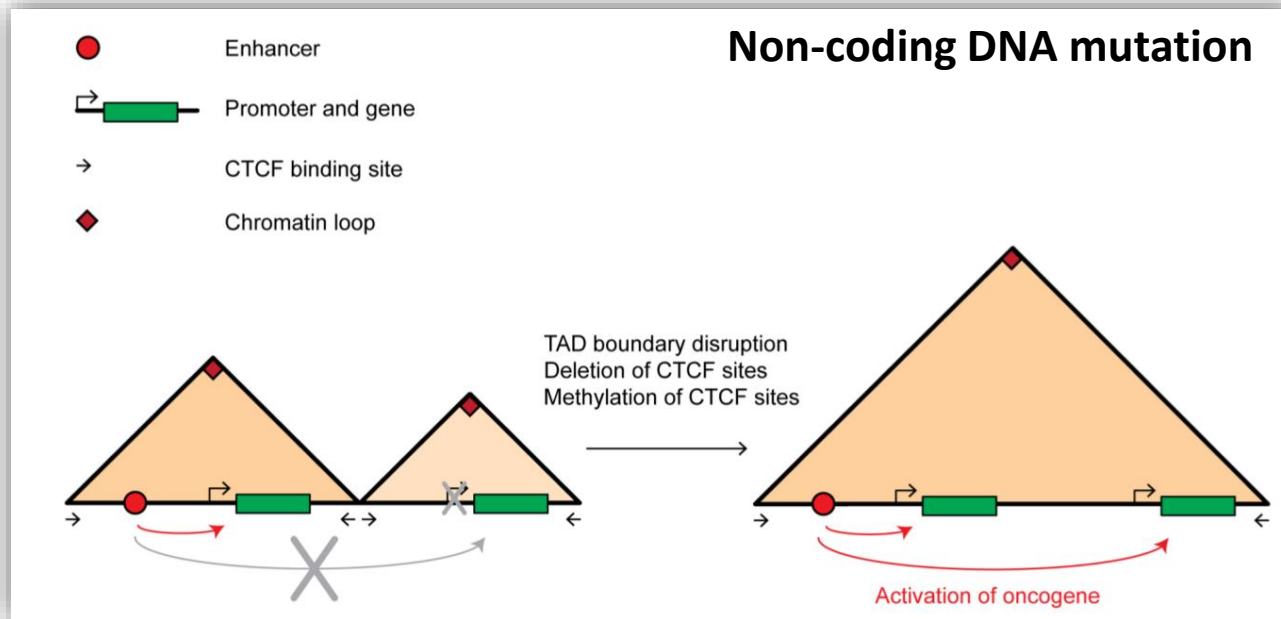 Non-coding DNA mutation
Enhancer
Promoter and gene
CTCF binding site
Chromatin loop
TAD boundary disruption
Deletion of CTCF sites
Methylation of CTCF sites
Activation of oncogene